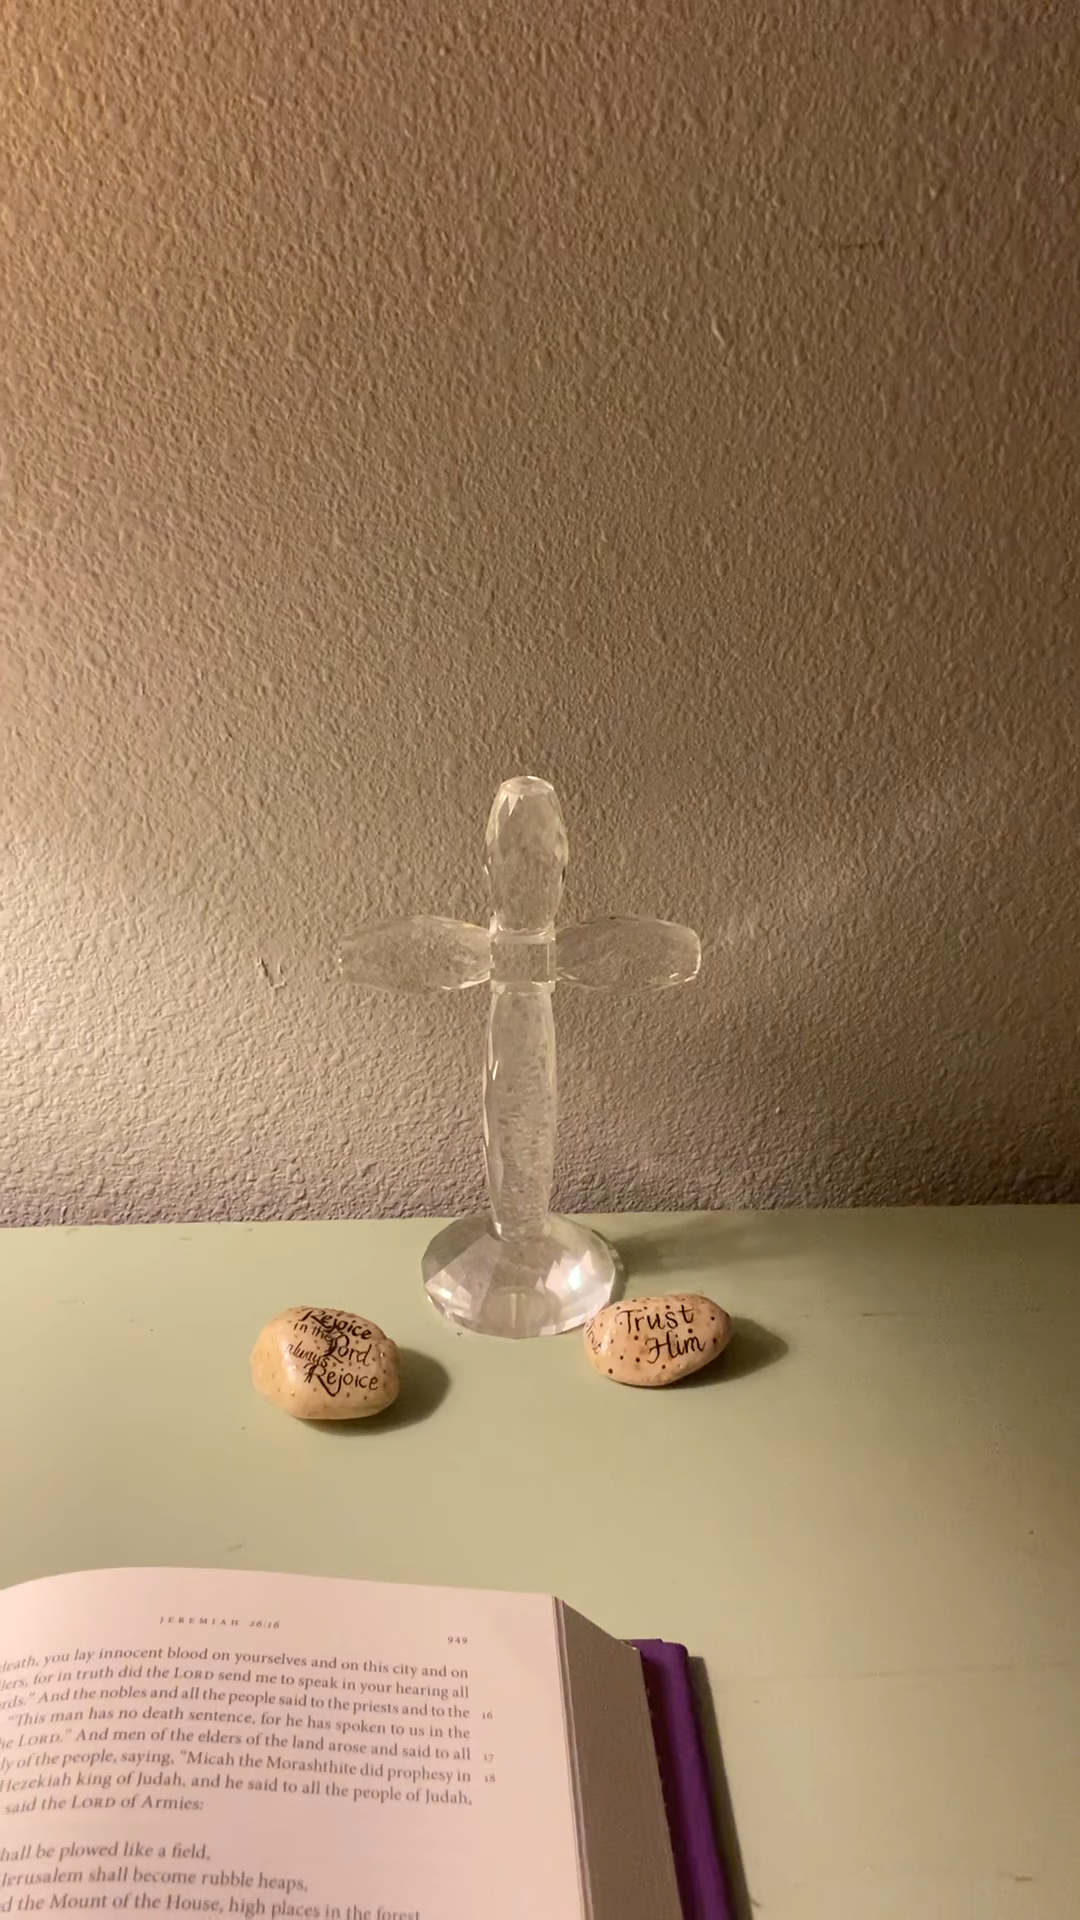 Rejoice
in the
Lord
always
Rejoice
Trust
Him
JEREMIAH 26:16
949
death, you lay innocent blood on yourselves and on this city and on
for in truth did the LORD send me to speak in your hearing all
And the nobles and all the people said to the priests and to the 16
“This man has no death sentence, for he has spoken to us in the
LORD.” And men of the elders of the land arose and said to all 17
of the people, saying, “Micah the Morashthite did prophesy in 18
Hezekiah king of Judah, and he said to all the people of Judah,
said the LORD of Armies:
hall be plowed like a field,
Jerusalem shall become rubble heaps,
the Mount of the House, high places in the forest